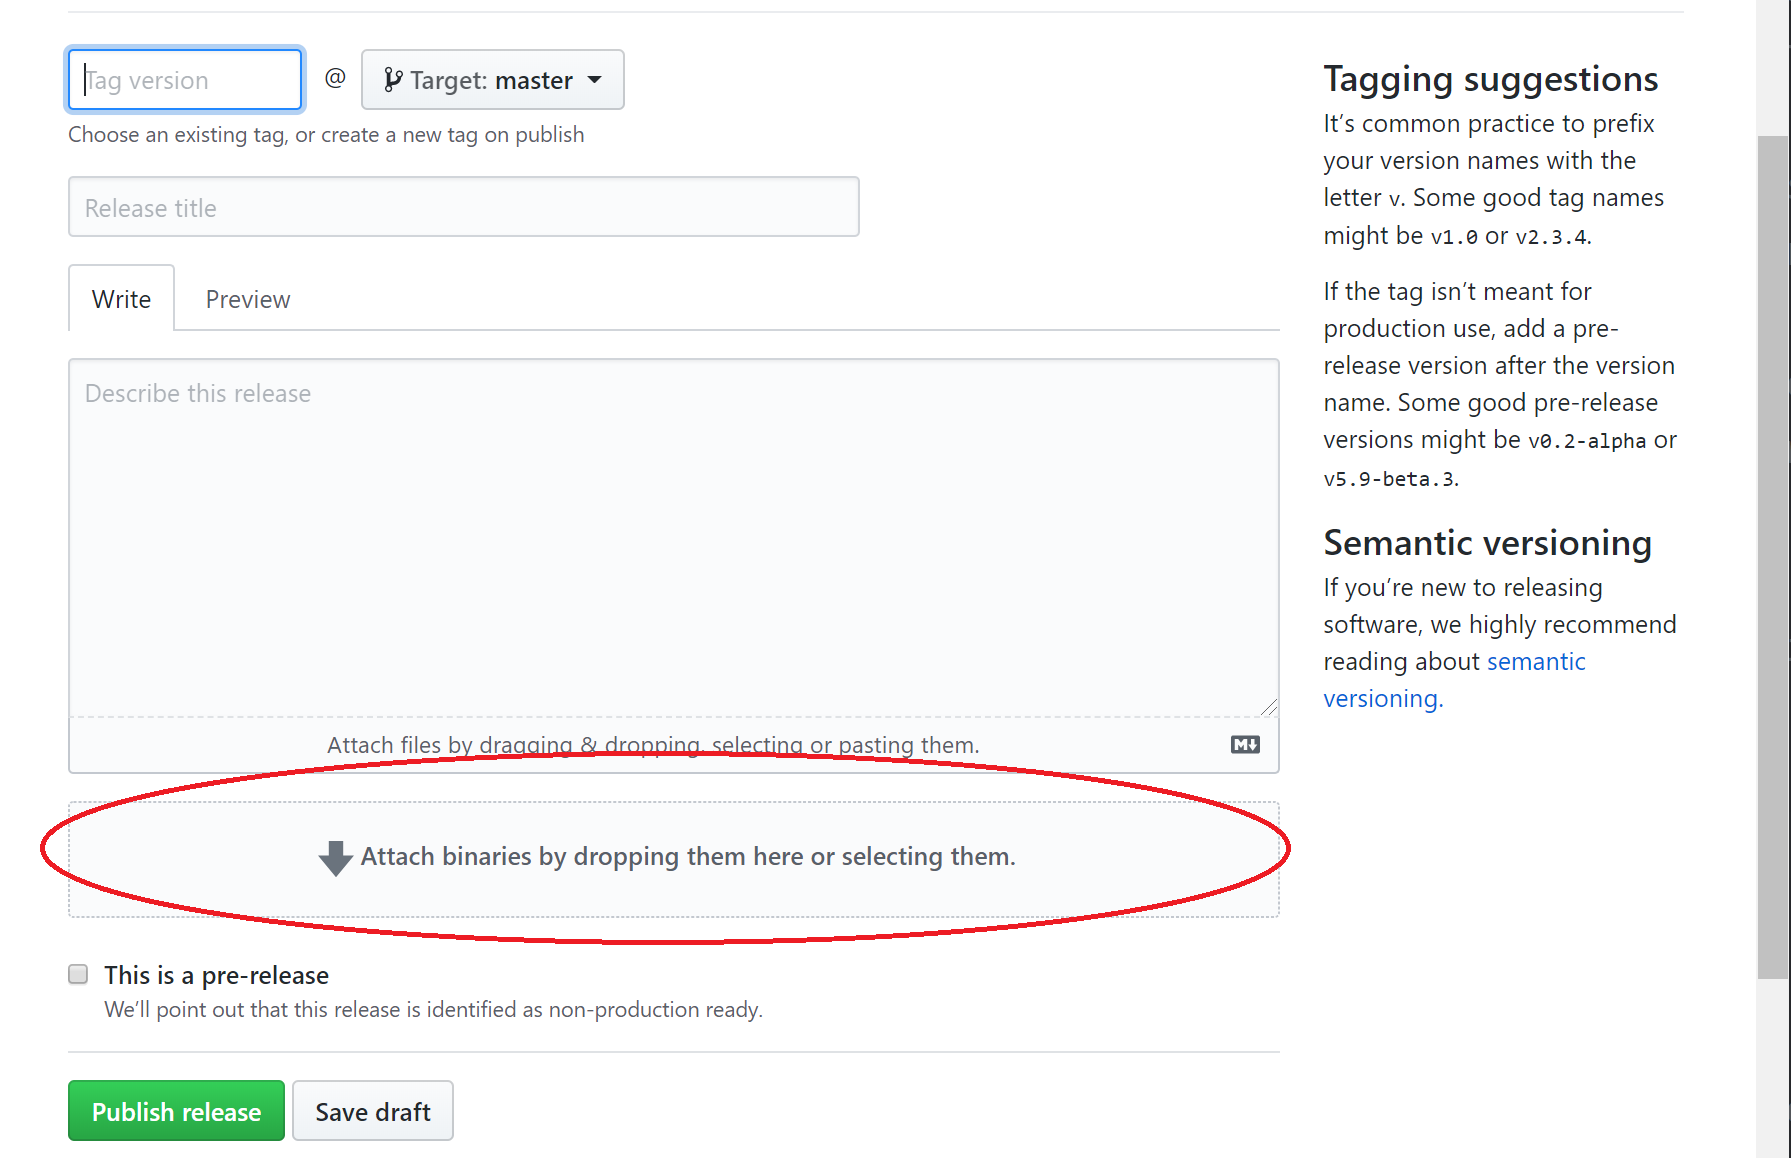 Tag version @ Target: master
Choose an existing tag, or create a new tag on publish
Release title
Write Preview
Describe this release
Attach files by dragging & dropping, selecting or pasting them.
Attach binaries by dropping them here or selecting them.
This is a pre-release
We’ll point out that this release is identified as non-production ready.
Publish release Save draft
Tagging suggestions
It’s common practice to prefix
your version names with the
letter v. Some good tag names
might be v1.0 or v2.3.4.
If the tag isn’t meant for
production use, add a pre-
release version after the version
name. Some good pre-release
versions might be v0.2-alpha or
v5.9-beta.3.
Semantic versioning
If you’re new to releasing
software, we highly recommend
reading about semantic
versioning.